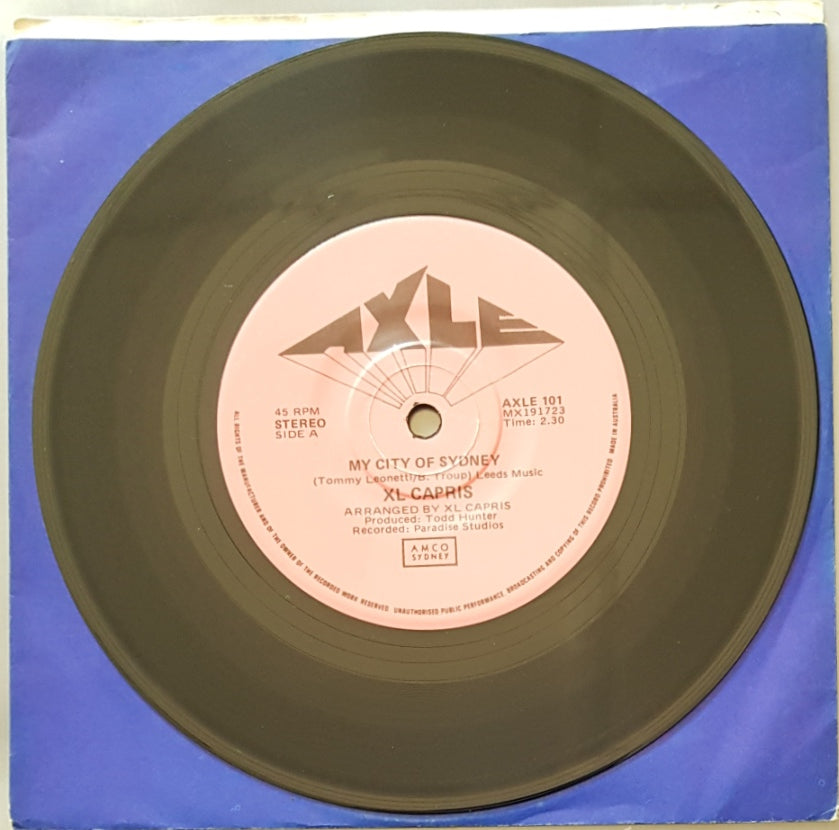 AXLE
45 RPM
STEREO
SIDE A
AXLE 101
MX191723
Time: 2.30
MY CITY OF SYDNEY
(Tommy Leonetti/B. Troup) Leeds Music
XL CAPRIS
ARRANGED BY XL CAPRIS
Produced: Todd Hunter
Recorded: Paradise Studios
AMCO
SYDNEY
ALL RIGHTS OF THE MANUFACTURER AND OF THE OWNER OF THE RECORDED WORK RESERVED. UNAUTHORISED PUBLIC PERFORMANCE, BROADCASTING AND COPYING OF THIS RECORD PROHIBITED MADE IN AUSTRALIA